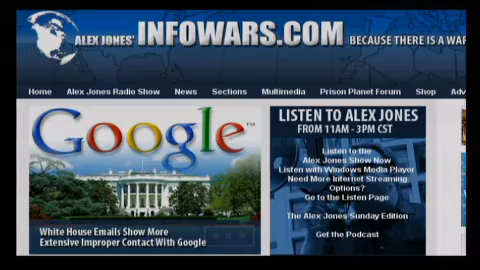 ALEX JONES' INFOWARS.COM BECAUSE THERE IS A WAR
Home Alex Jones Radio Show News Sections Multimedia Prison Planet Forum Shop Adv
Google™
White House Emails Show More
Extensive Improper Contact With Google
LISTEN TO ALEX JONES
FROM 11AM - 3PM CST
Listen to the
Alex Jones Show Now
Listen with Windows Media Player
Need More Internet Streaming
Options?
Go to the Listen Page
The Alex Jones Sunday Edition
Get the Podcast